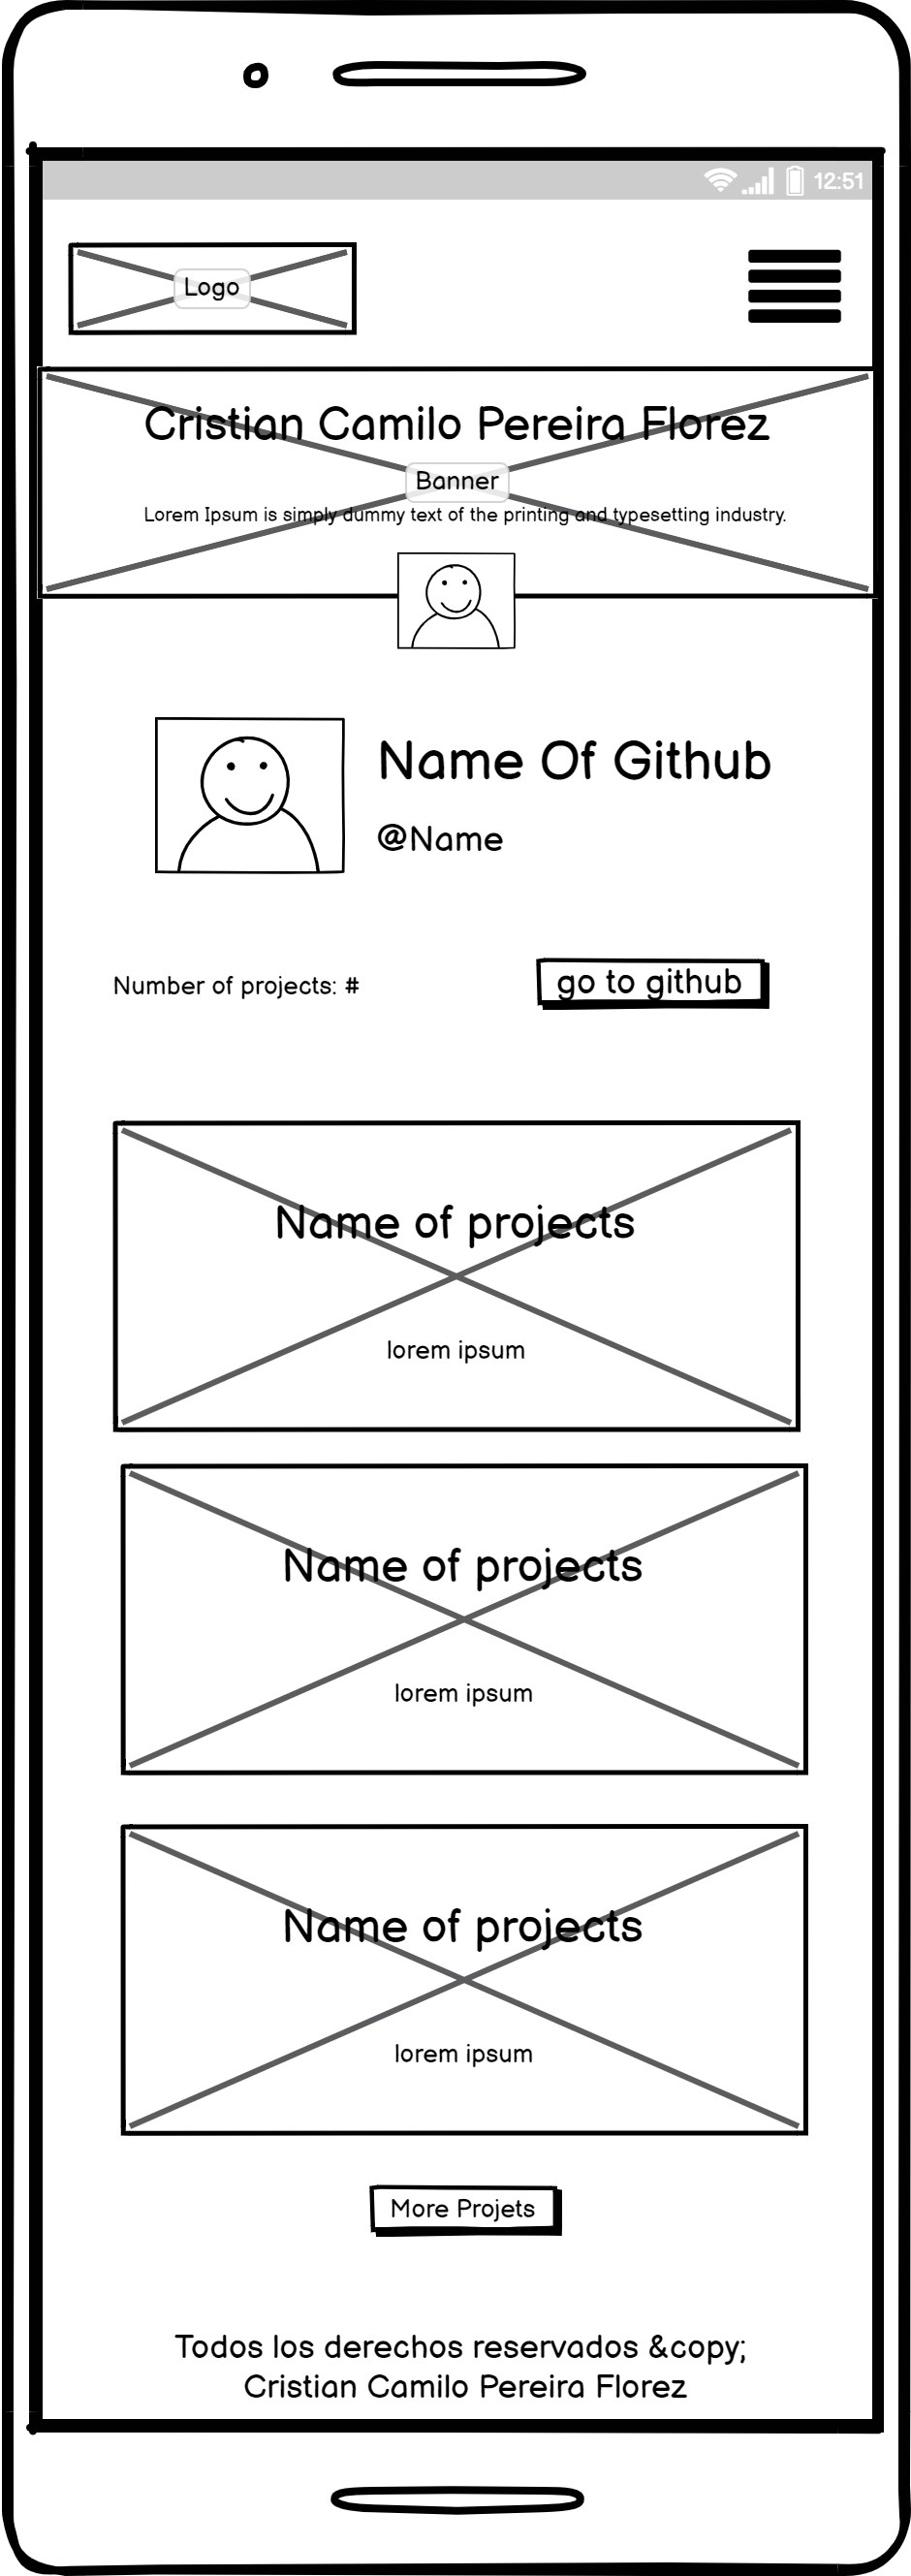 12:51
Logo
Cristian Camilo Pereira Florez
Banner
Lorem Ipsum is simply dummy text of the printing and typesetting industry.
Name Of Github
@Name
Number of projects: #
go to github
Name of projects
lorem ipsum
Name of projects
lorem ipsum
Name of projects
lorem ipsum
More Projets
Todos los derechos reservados &copy;
Cristian Camilo Pereira Florez